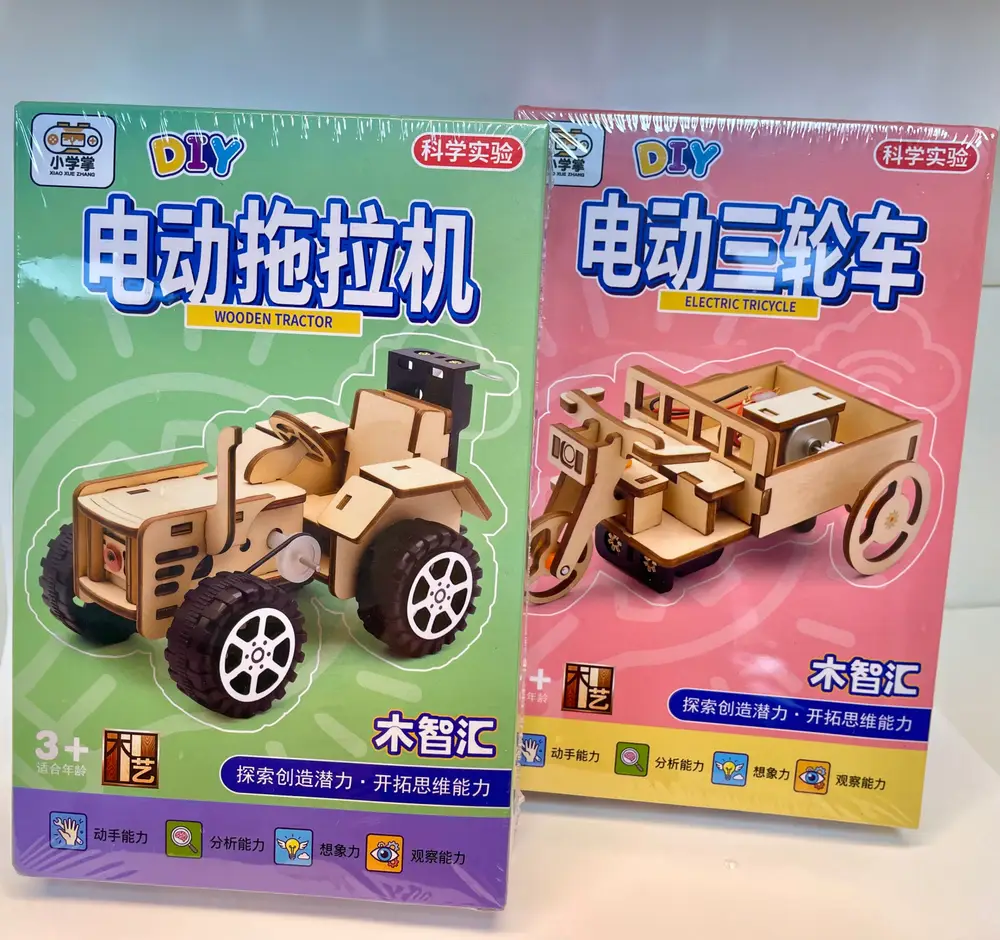 小学掌
XIAO XUE ZHANG
DIY
科学实验
电动拖拉机
WOODEN TRACTOR
3+
适合年龄
木艺
木智汇
探索创造潜力·开拓思维能力
动手能力
分析能力
想象力
观察能力
小学掌
XUE ZHANG
DIY
科学实验
电动三轮车
ELECTRIC TRICYCLE
+
年龄
木艺
木智汇
探索创造潜力·开拓思维能力
动手能力
分析能力
想象力
观察能力